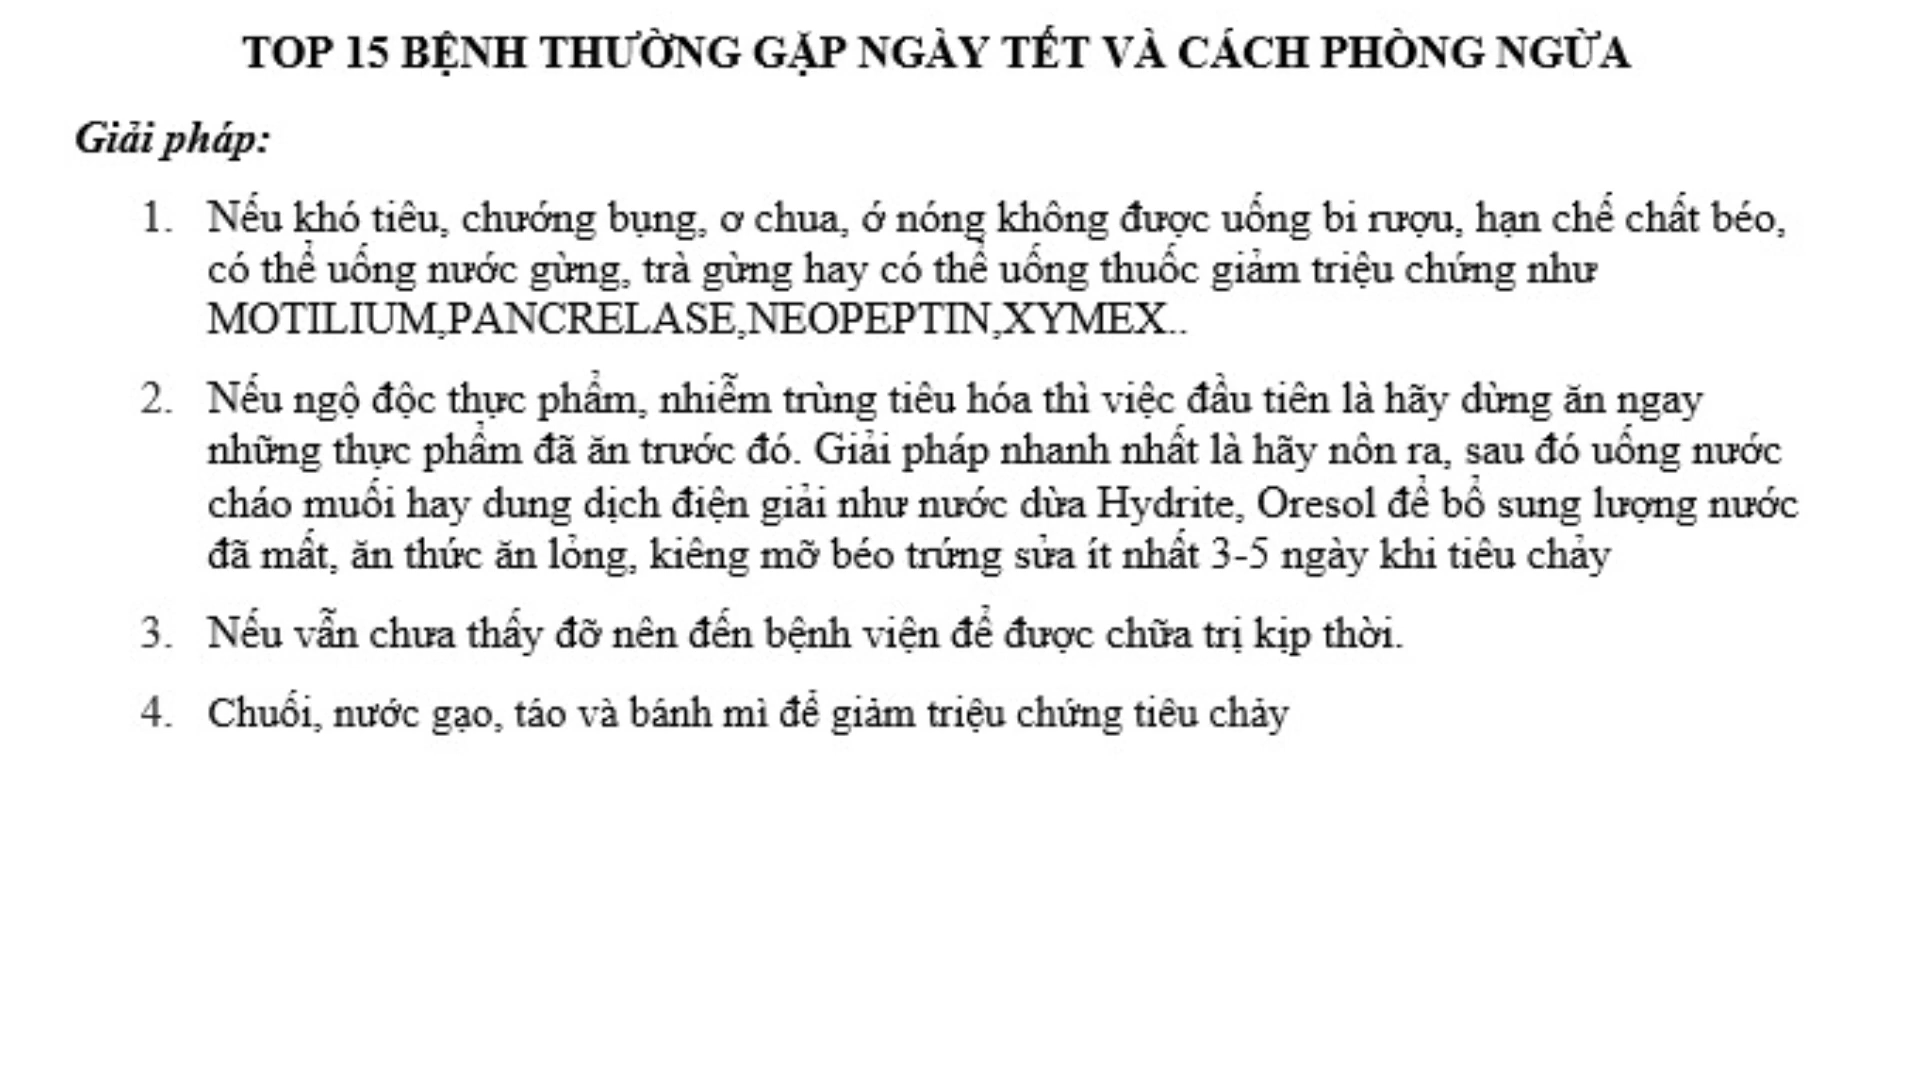 TOP 15 BỆNH THƯỜNG GẶP NGÀY TẾT VÀ CÁCH PHÒNG NGỪA
Giải pháp:
1. Nếu khó tiêu, chướng bụng, ơ chua, ớ nóng không được uống bi rượu, hạn chế chất béo,
có thể uống nước gừng, trà gừng hay có thể uống thuốc giảm triệu chứng như
MOTILIUM,PANCRELASE,NEOPEPTIN,XYMEX..
2. Nếu ngộ độc thực phẩm, nhiễm trùng tiêu hóa thì việc đầu tiên là hãy dừng ăn ngay
những thực phẩm đã ăn trước đó. Giải pháp nhanh nhất là hãy nôn ra, sau đó uống nước
cháo muối hay dung dịch điện giải như nước dừa Hydrite, Oresol để bổ sung lượng nước
đã mất, ăn thức ăn lỏng, kiêng mỡ béo trứng sửa ít nhất 3-5 ngày khi tiêu chảy
3. Nếu vẫn chưa thấy đỡ nên đến bệnh viện để được chữa trị kịp thời.
4. Chuối, nước gạo, táo và bánh mì để giảm triệu chứng tiêu chảy